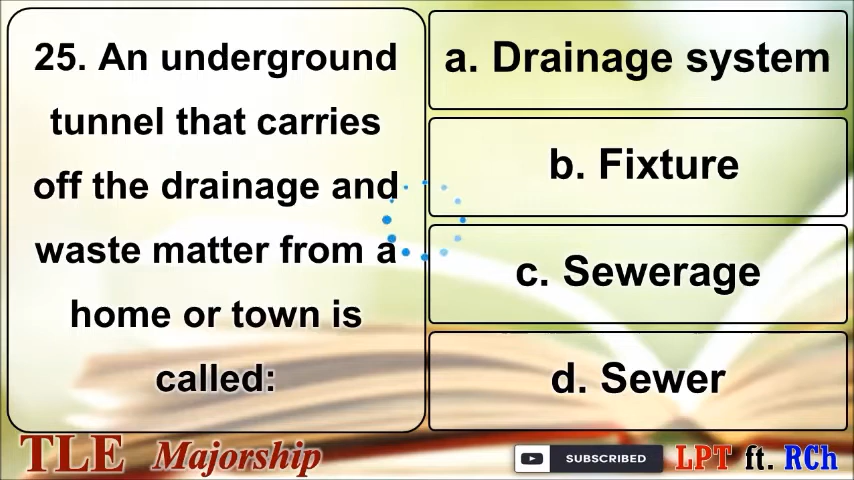 25. An underground
tunnel that carries
off the drainage and
waste matter from a
home or town is
called:
a. Drainage system
b. Fixture
c. Sewerage
d. Sewer
TLE Majorship
SUBSCRIBED
LPT ft. RCh